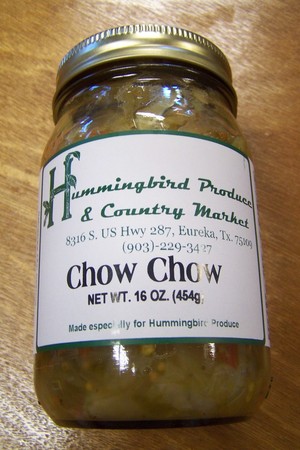 Hummingbird Produce
& Country Market
8316 S. US Hwy 287, Eureka, Tx. 75109
(903)-229-3427
Chow Chow
NET WT. 16 OZ. (454g)
Made especially for Hummingbird Produce